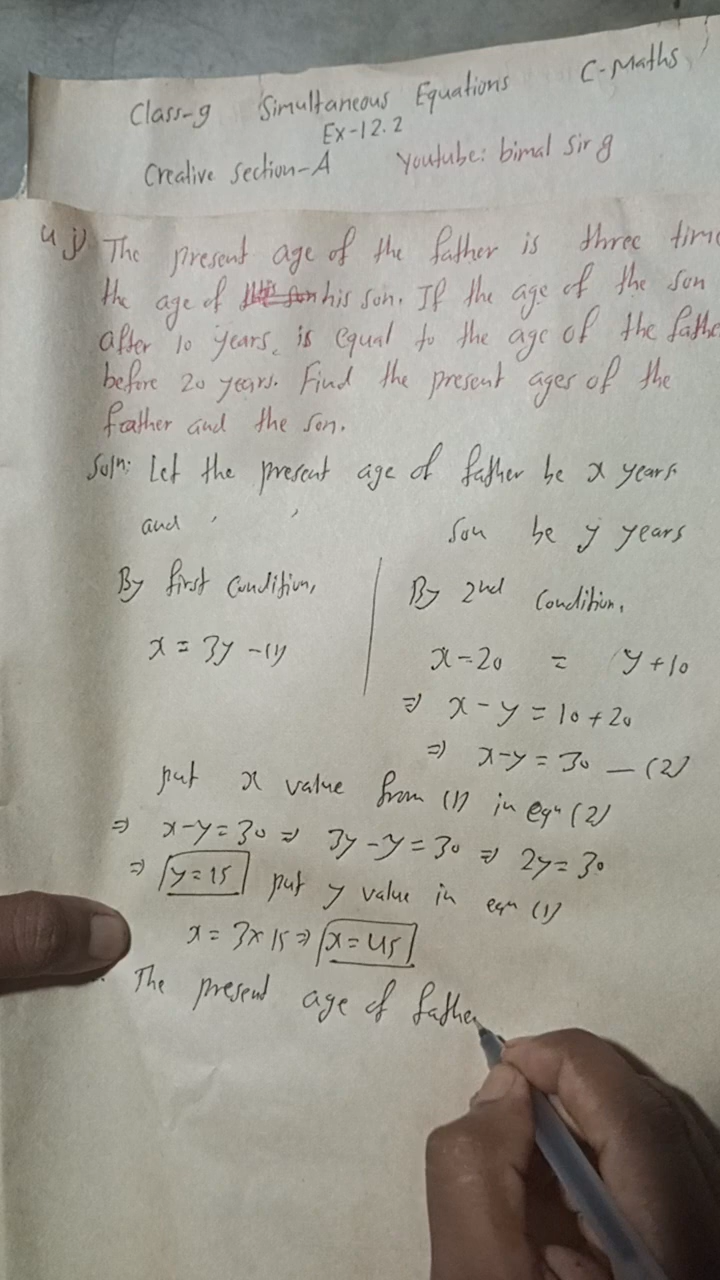 Class-9 Simultaneous Equations C-Maths
Ex-12.2
Creative Section-A Youtube: bimal Sir 9
4 j) The present age of the father is three time
the age of his son. If the age of the son
after 10 years, is equal to the age of the fathe
before 20 years. Find the present ages of the
father and the son.
Soln: Let the present age of father be x years
and ' ' son be y years
By first Condition,
x = 3y -(1)
By 2nd Condition,
x-20 = y+10
⇒ x-y = 10+20
⇒ x-y = 30 — (2)
put x value from (1) in eqn (2)
⇒ x-y=30 ⇒ 3y-y=30 ⇒ 2y=30
⇒ y=15 put y value in eqn (1)
x= 3x15 ⇒ x=45
The present age of father